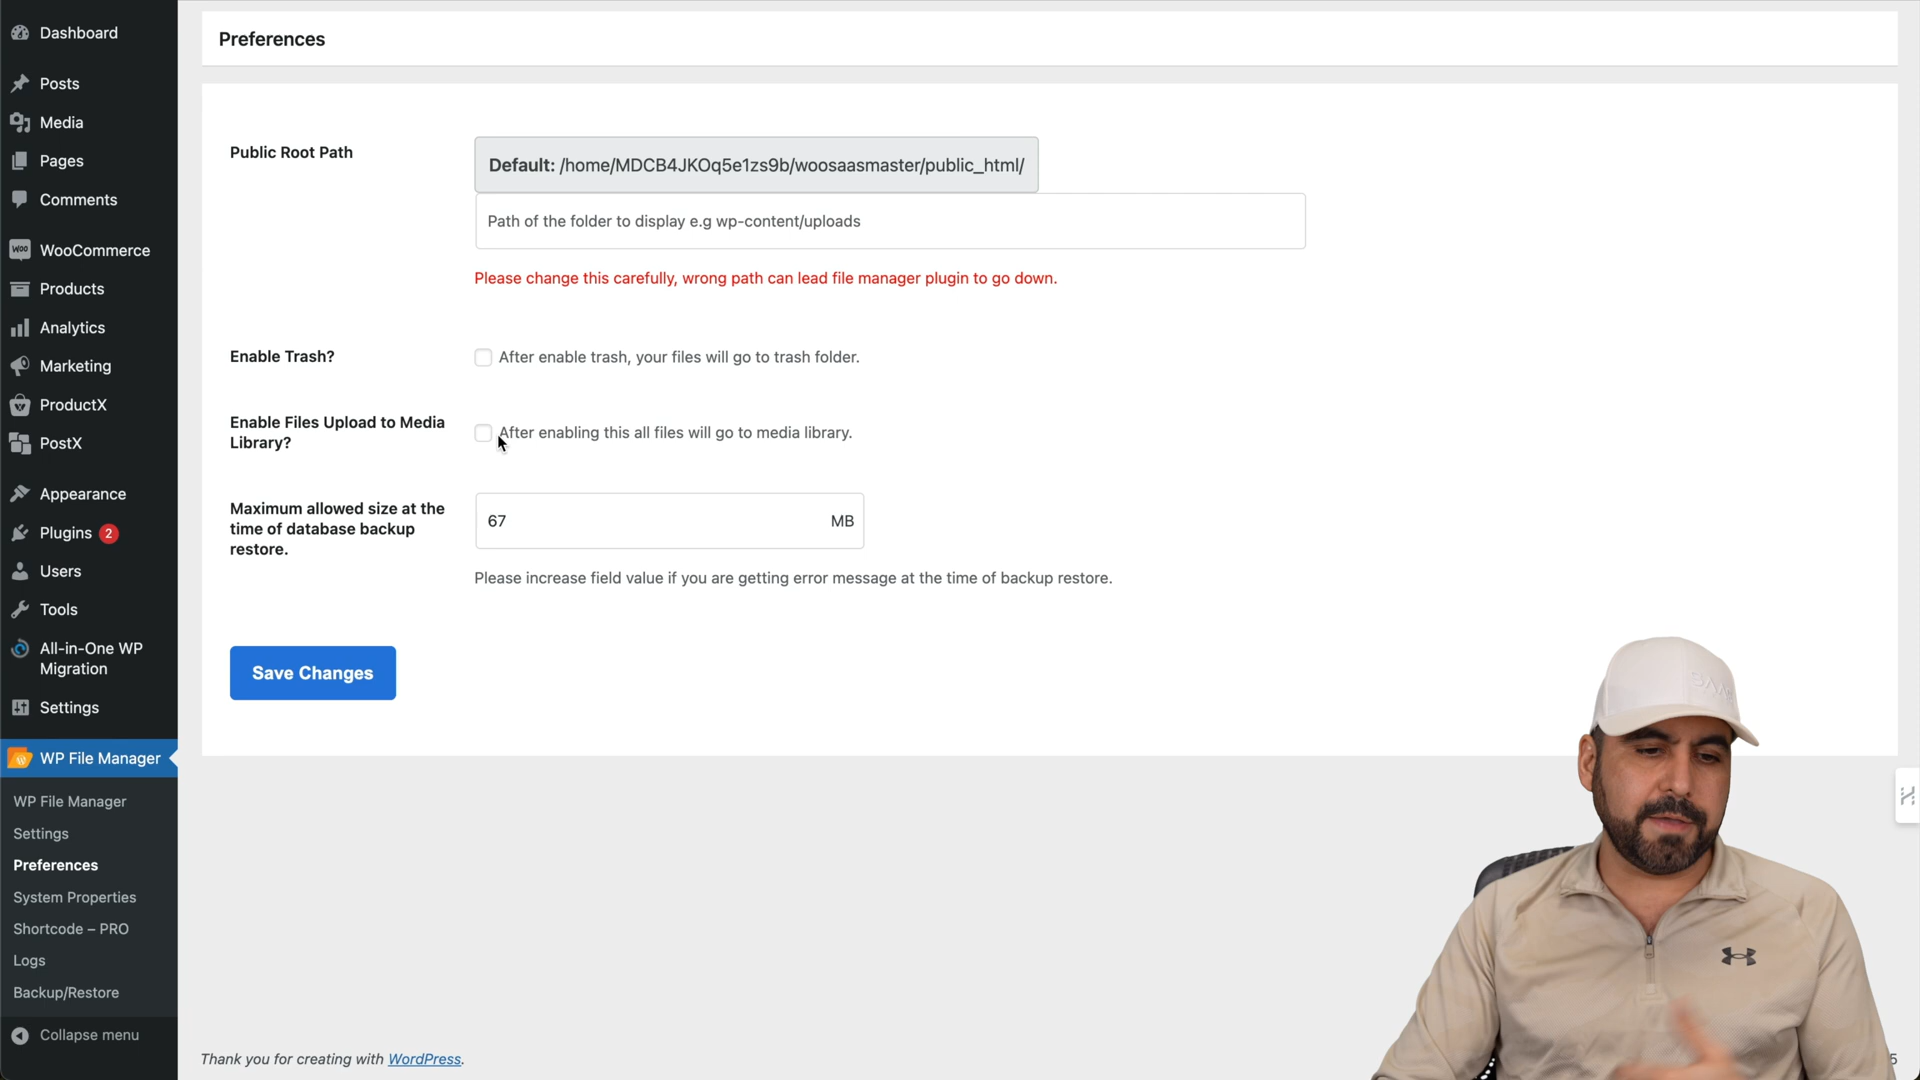 Dashboard
Posts
Media
Pages
Comments
WooCommerce
Products
Analytics
Marketing
ProductX
PostX
Appearance
Plugins 2
Users
Tools
All-in-One WP
Migration
Settings
WP File Manager
WP File Manager
Settings
Preferences
System Properties
Shortcode – PRO
Logs
Backup/Restore
Collapse menu
Preferences
Public Root Path
Default: /home/MDCB4JKOq5e1zs9b/woosaasmaster/public_html/
Path of the folder to display e.g wp-content/uploads
Please change this carefully, wrong path can lead file manager plugin to go down.
Enable Trash?
After enable trash, your files will go to trash folder.
Enable Files Upload to Media
Library?
After enabling this all files will go to media library.
Maximum allowed size at the
time of database backup
restore.
67 MB
Please increase field value if you are getting error message at the time of backup restore.
Save Changes
Thank you for creating with WordPress.
5